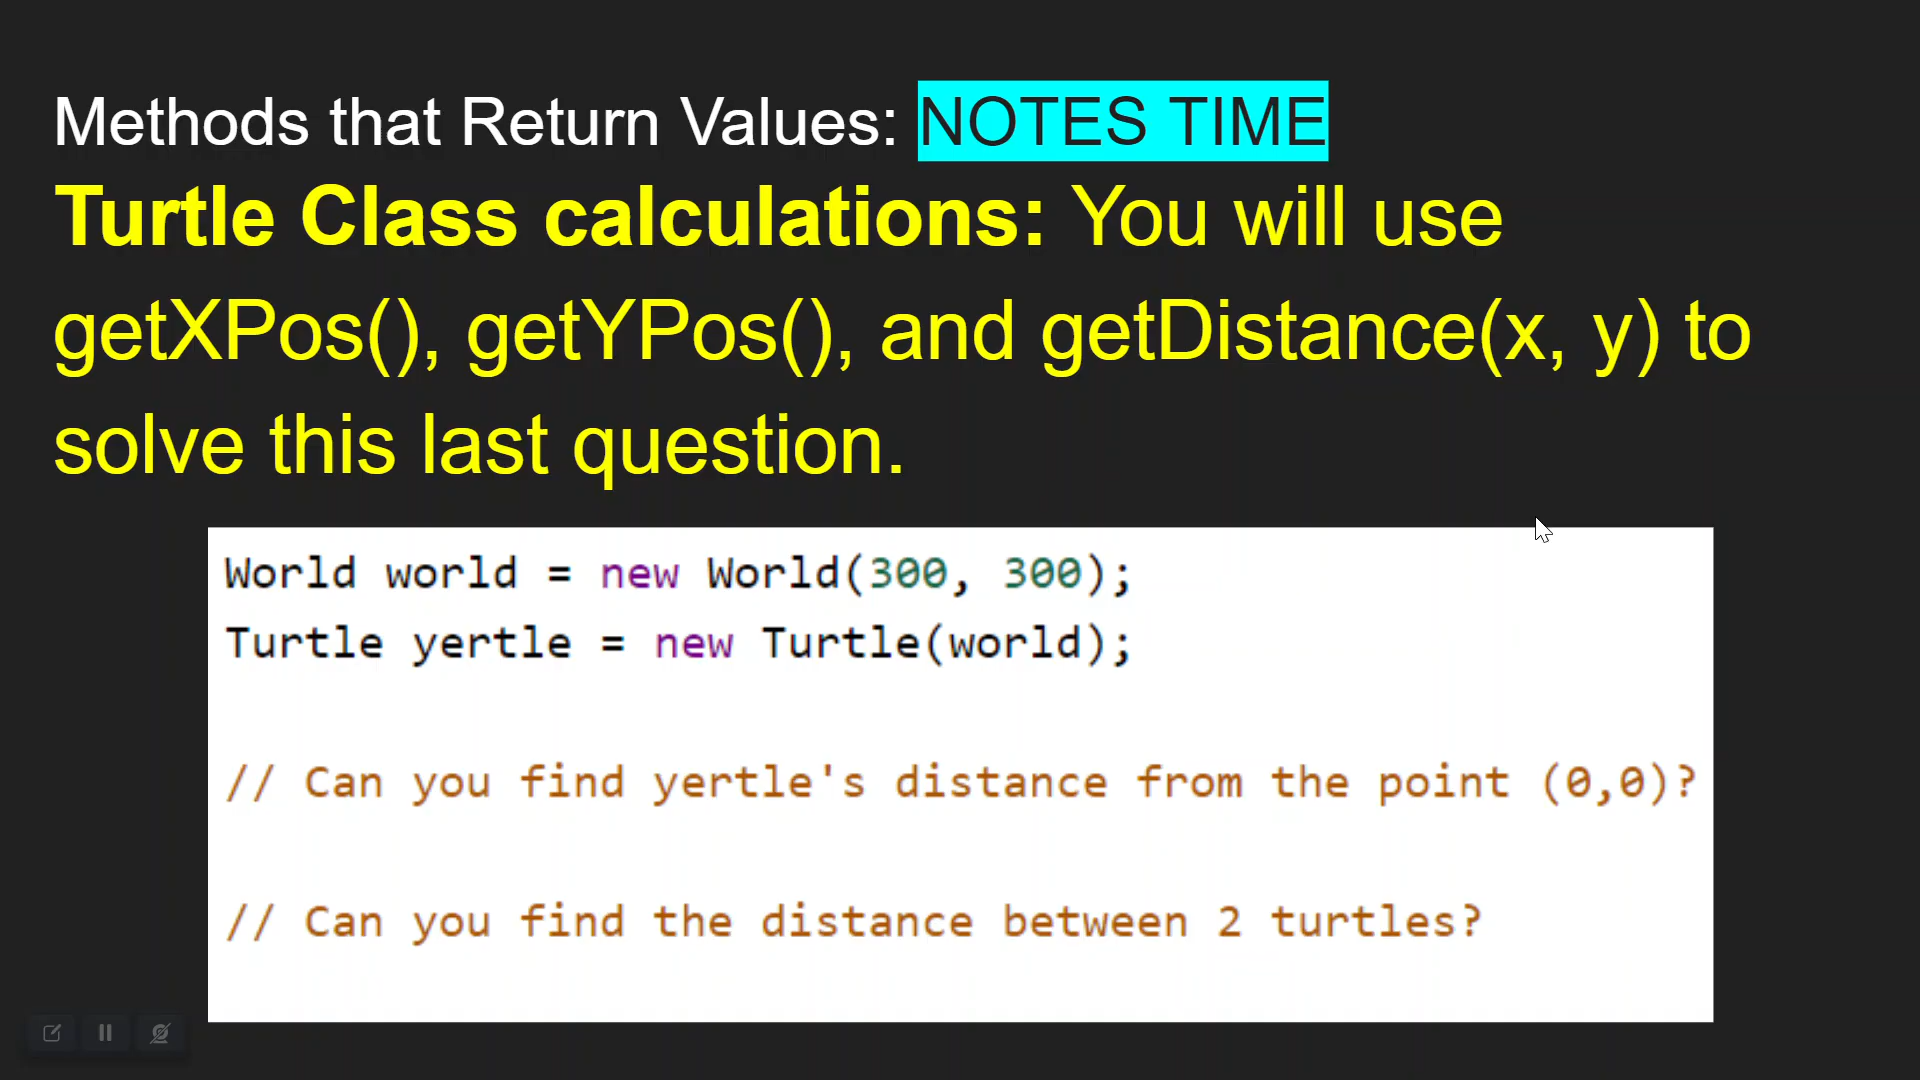 Methods that Return Values: NOTES TIME
Turtle Class calculations: You will use
getXPos(), getYPos(), and getDistance(x, y) to
solve this last question.
World world = new World(300, 300);
Turtle yertle = new Turtle(world);
// Can you find yertle's distance from the point (0,0)?
// Can you find the distance between 2 turtles?